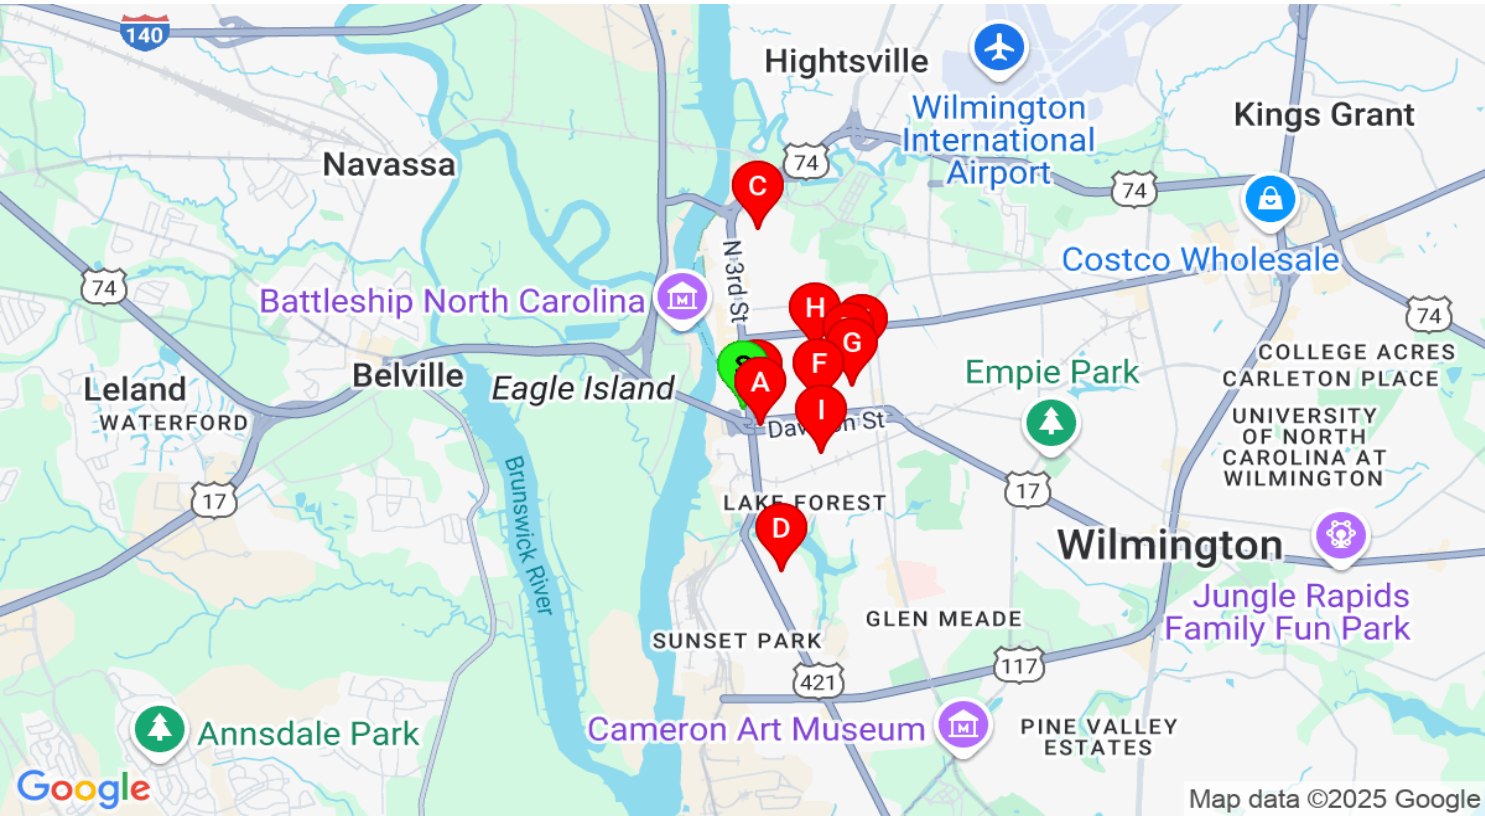 140
Hightsville
Wilmington
International
Airport
Kings Grant
Navassa
74
74
C
N 3rd St
Costco Wholesale
74
Battleship North Carolina
H
74
G
F
A
I
COLLEGE ACRES
CARLETON PLACE
Empie Park
Leland
Belville
Eagle Island
WATERFORD
UNIVERSITY
OF NORTH
CAROLINA AT
WILMINGTON
17
17
Brunswick River
LAKE FOREST
D
Wilmington
Jungle Rapids
Family Fun Park
GLEN MEADE
SUNSET PARK
117
421
Cameron Art Museum
PINE VALLEY
ESTATES
Annsdale Park
Google
Map data ©2025 Google